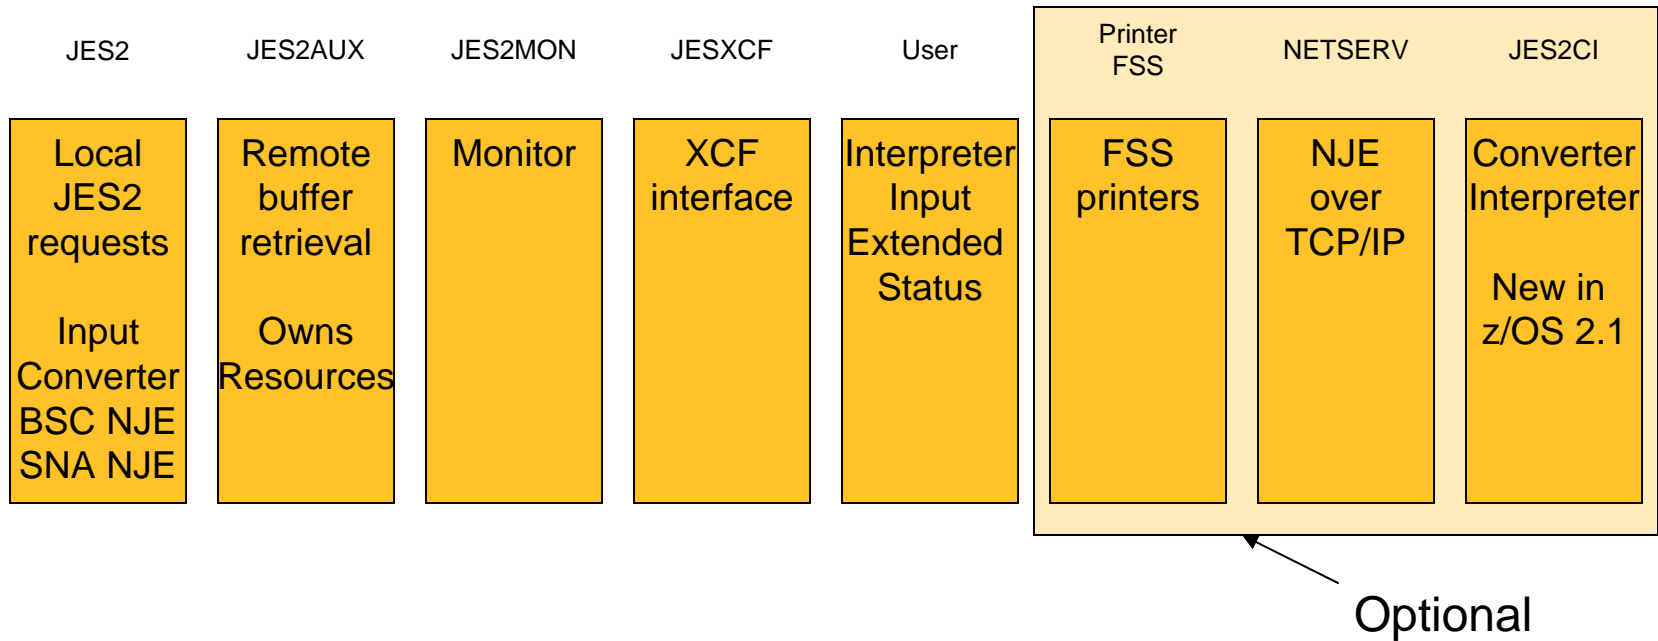 JES2
JES2AUX
JES2MON
JESXCF
User
Printer
FSS
NETSERV
JES2CI
Local
JES2
requests
Input
Converter
BSC NJE
SNA NJE
Remote
buffer
retrieval
Owns
Resources
Monitor
XCF
interface
Interpreter
Input
Extended
Status
FSS
printers
NJE
over
TCP/IP
Converter
Interpreter
New in
z/OS 2.1
Optional